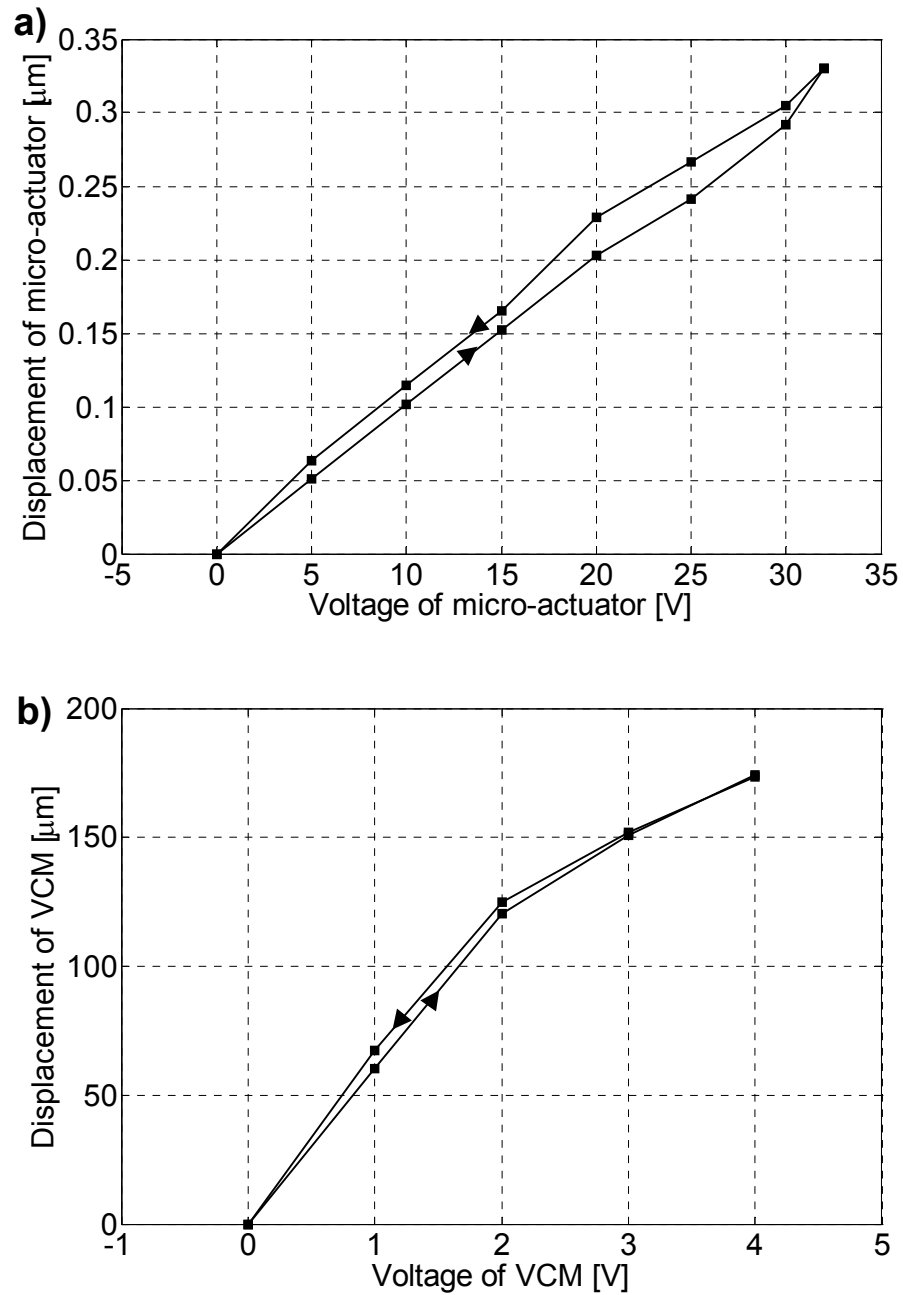 a)
0.35
0.3
0.25
0.2
0.15
0.1
0.05
0
Displacement of micro-actuator [μm]
-5 0 5 10 15 20 25 30 35
Voltage of micro-actuator [V]
b)
200
150
100
50
0
Displacement of VCM [μm]
-1 0 1 2 3 4 5
Voltage of VCM [V]